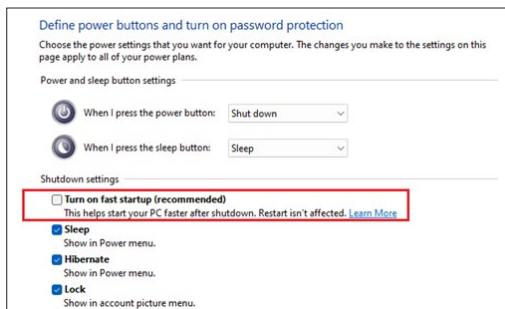 Define power buttons and turn on password protection
Choose the power settings that you want for your computer. The changes you make to the settings on this
page apply to all of your power plans.
Power and sleep button settings
When I press the power button: Shut down
When I press the sleep button: Sleep
Shutdown settings
Turn on fast startup (recommended)
This helps start your PC faster after shutdown. Restart isn't affected. Learn More
Sleep
Show in Power menu.
Hibernate
Show in Power menu.
Lock
Show in account picture menu.